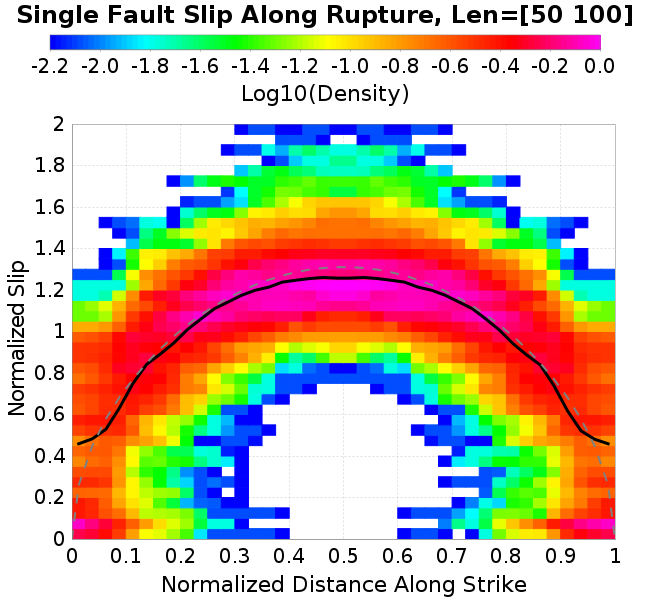 Single Fault Slip Along Rupture, Len=[50 100]
-2.2 -2.0 -1.8 -1.6 -1.4 -1.2 -1.0 -0.8 -0.6 -0.4 -0.2 0.0
Log10(Density)
2
1.8
1.6
1.4
1.2
1
0.8
0.6
0.4
0.2
0
Normalized Slip
0 0.1 0.2 0.3 0.4 0.5 0.6 0.7 0.8 0.9 1
Normalized Distance Along Strike